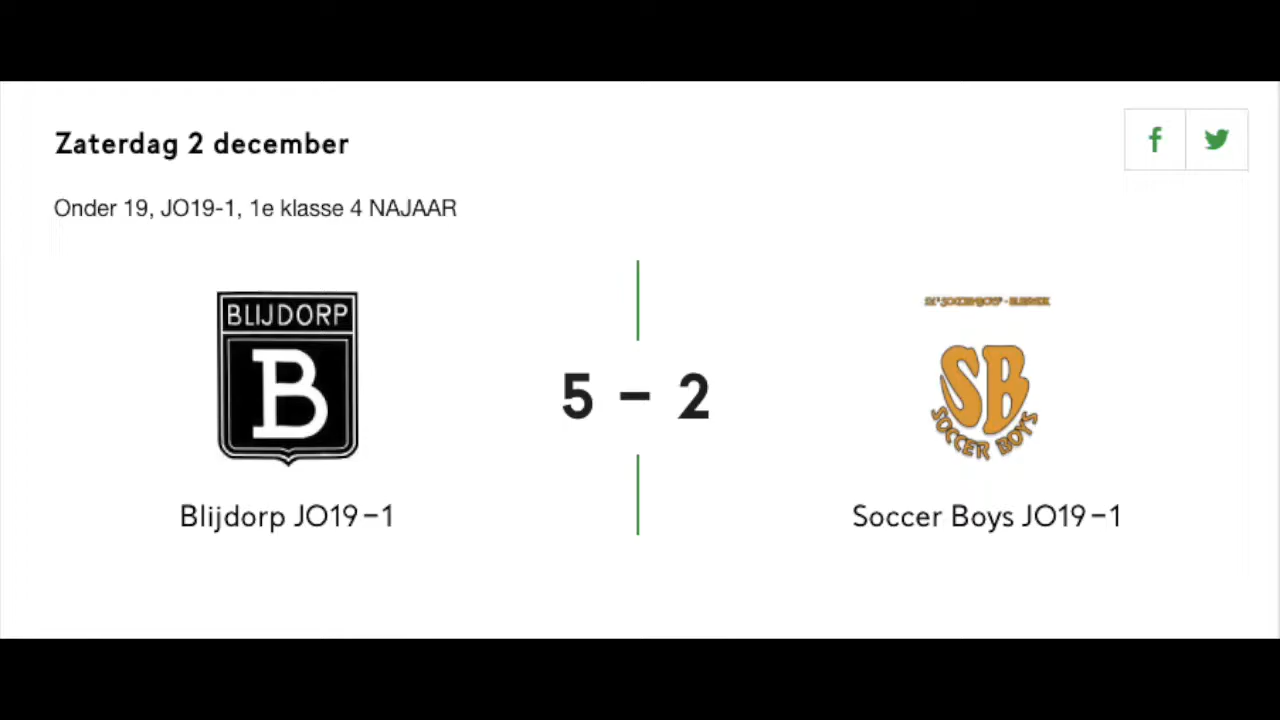 Zaterdag 2 december
Onder 19, JO19-1, 1e klasse 4 NAJAAR
BLIJDORP
B
5 – 2
SB
SOCCER BOYS
Blijdorp JO19-1
Soccer Boys JO19-1